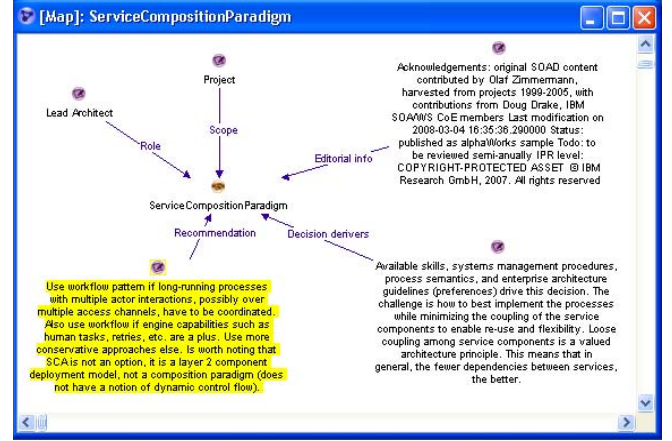 [Map]: ServiceCompositionParadigm
Project
Lead Architect
Acknowledgements: original SOAD content
contributed by Olaf Zimmermann,
harvested from projects 1999-2005, with
contributions from Doug Drake, IBM
SOA/WS CoE members Last modification on
2008-03-04 16:35:36.290000 Status:
published as alphaWorks sample Todo: to
be reviewed semi-annually IPR level:
COPYRIGHT-PROTECTED ASSET © IBM
Research GmbH, 2007. All rights reserved
Scope
Role
Editorial info
ServiceCompositionParadigm
Recommendation
Decision derivers
Use workflow pattern if long-running processes
with multiple actor interactions, possibly over
multiple access channels, have to be coordinated.
Also use workflow if engine capabilities such as
human tasks, retries, etc. are a plus. Use more
conservative approaches else. Is worth noting that
SCA is not an option, it is a layer 2 component
deployment model, not a composition paradigm (does
not have a notion of dynamic control flow).
Available skills, systems management procedures,
process semantics, and enterprise architecture
guidelines (preferences) drive this decision. The
challenge is how to best implement the processes
while minimizing the coupling of the service
components to enable re-use and flexibility. Loose
coupling among service components is a valued
architecture principle. This means that in
general, the fewer dependencies between services,
the better.